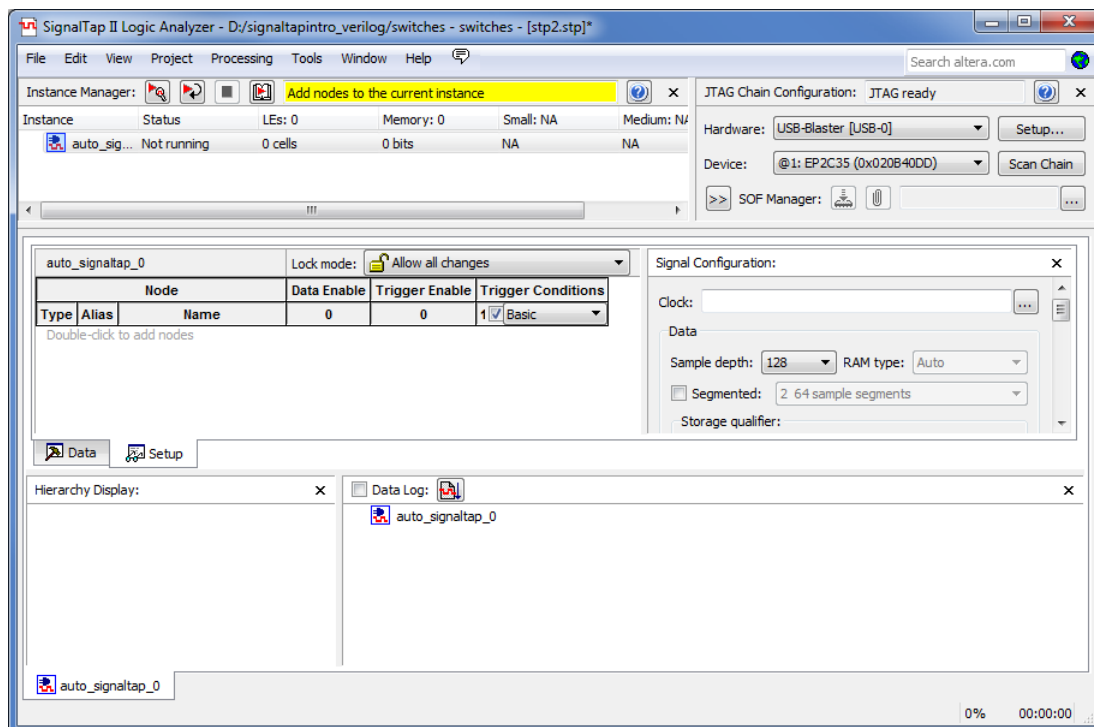 SignalTap II Logic Analyzer - D:/signaltapintro_verilog/switches - switches - [stp2.stp]*
File Edit View Project Processing Tools Window Help
Search altera.com
Instance Manager: Add nodes to the current instance
Instance Status LEs: 0 Memory: 0 Small: NA Medium: NA
auto_sig... Not running 0 cells 0 bits NA NA
JTAG Chain Configuration: JTAG ready
Hardware: USB-Blaster [USB-0] Setup...
Device: @1: EP2C35 (0x020B40DD) Scan Chain
>> SOF Manager: ...
auto_signaltap_0 Lock mode: Allow all changes
Node Data Enable Trigger Enable Trigger Conditions
Type Alias Name 0 0 1 Basic
Double-click to add nodes
Signal Configuration:
Clock: ...
Data
Sample depth: 128 RAM type: Auto
Segmented: 2 64 sample segments
Storage qualifier:
Data Setup
Hierarchy Display:
Data Log:
auto_signaltap_0
auto_signaltap_0
0% 00:00:00